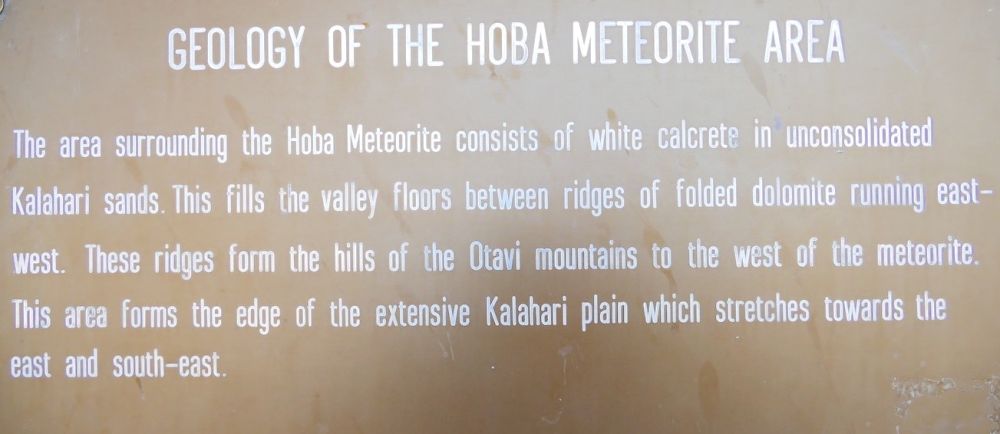 GEOLOGY OF THE HOBA METEORITE AREA
The area surrounding the Hoba Meteorite consists of white calcrete in unconsolidated
Kalahari sands. This fills the valley floors between ridges of folded dolomite running east-
west. These ridges form the hills of the Otavi mountains to the west of the meteorite.
This area forms the edge of the extensive Kalahari plain which stretches towards the
east and south-east.